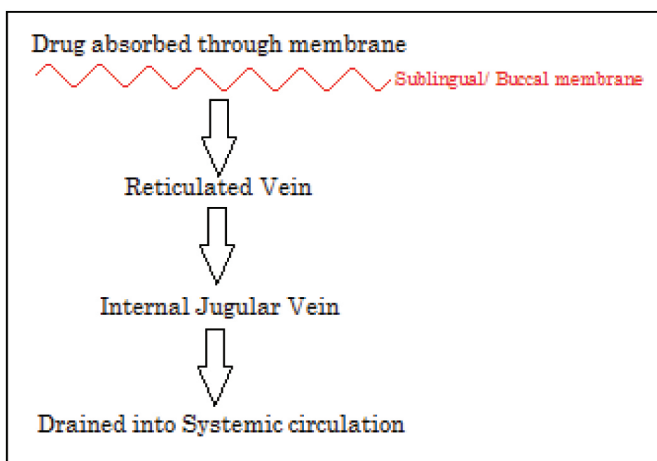 Drug absorbed through membrane
Sublingual/ Buccal membrane
Reticulated Vein
Internal Jugular Vein
Drained into Systemic circulation